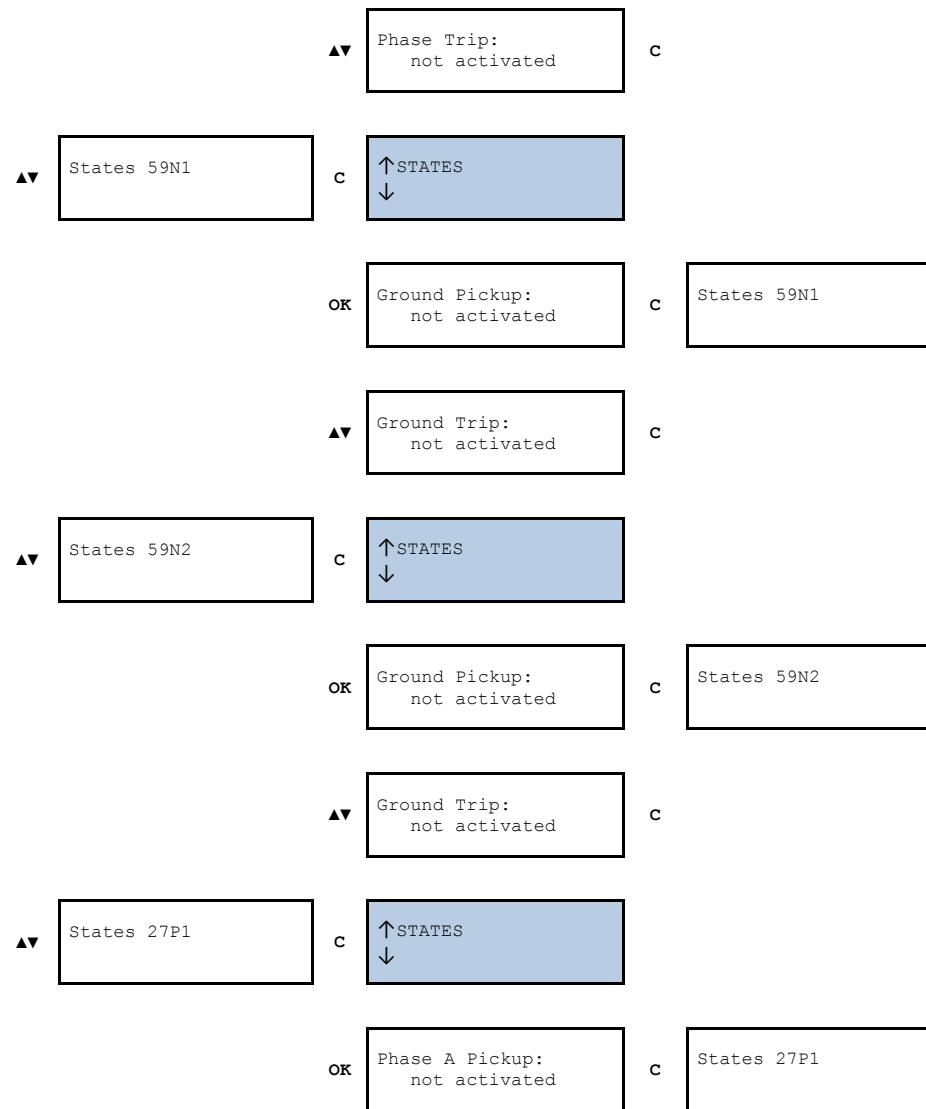 ▲▼ Phase Trip: C
not activated
▲▼ States 59N1 C ↑STATES
↓
OK Ground Pickup: C States 59N1
not activated
▲▼ Ground Trip: C
not activated
▲▼ States 59N2 C ↑STATES
↓
OK Ground Pickup: C States 59N2
not activated
▲▼ Ground Trip: C
not activated
▲▼ States 27P1 C ↑STATES
↓
OK Phase A Pickup: C States 27P1
not activated